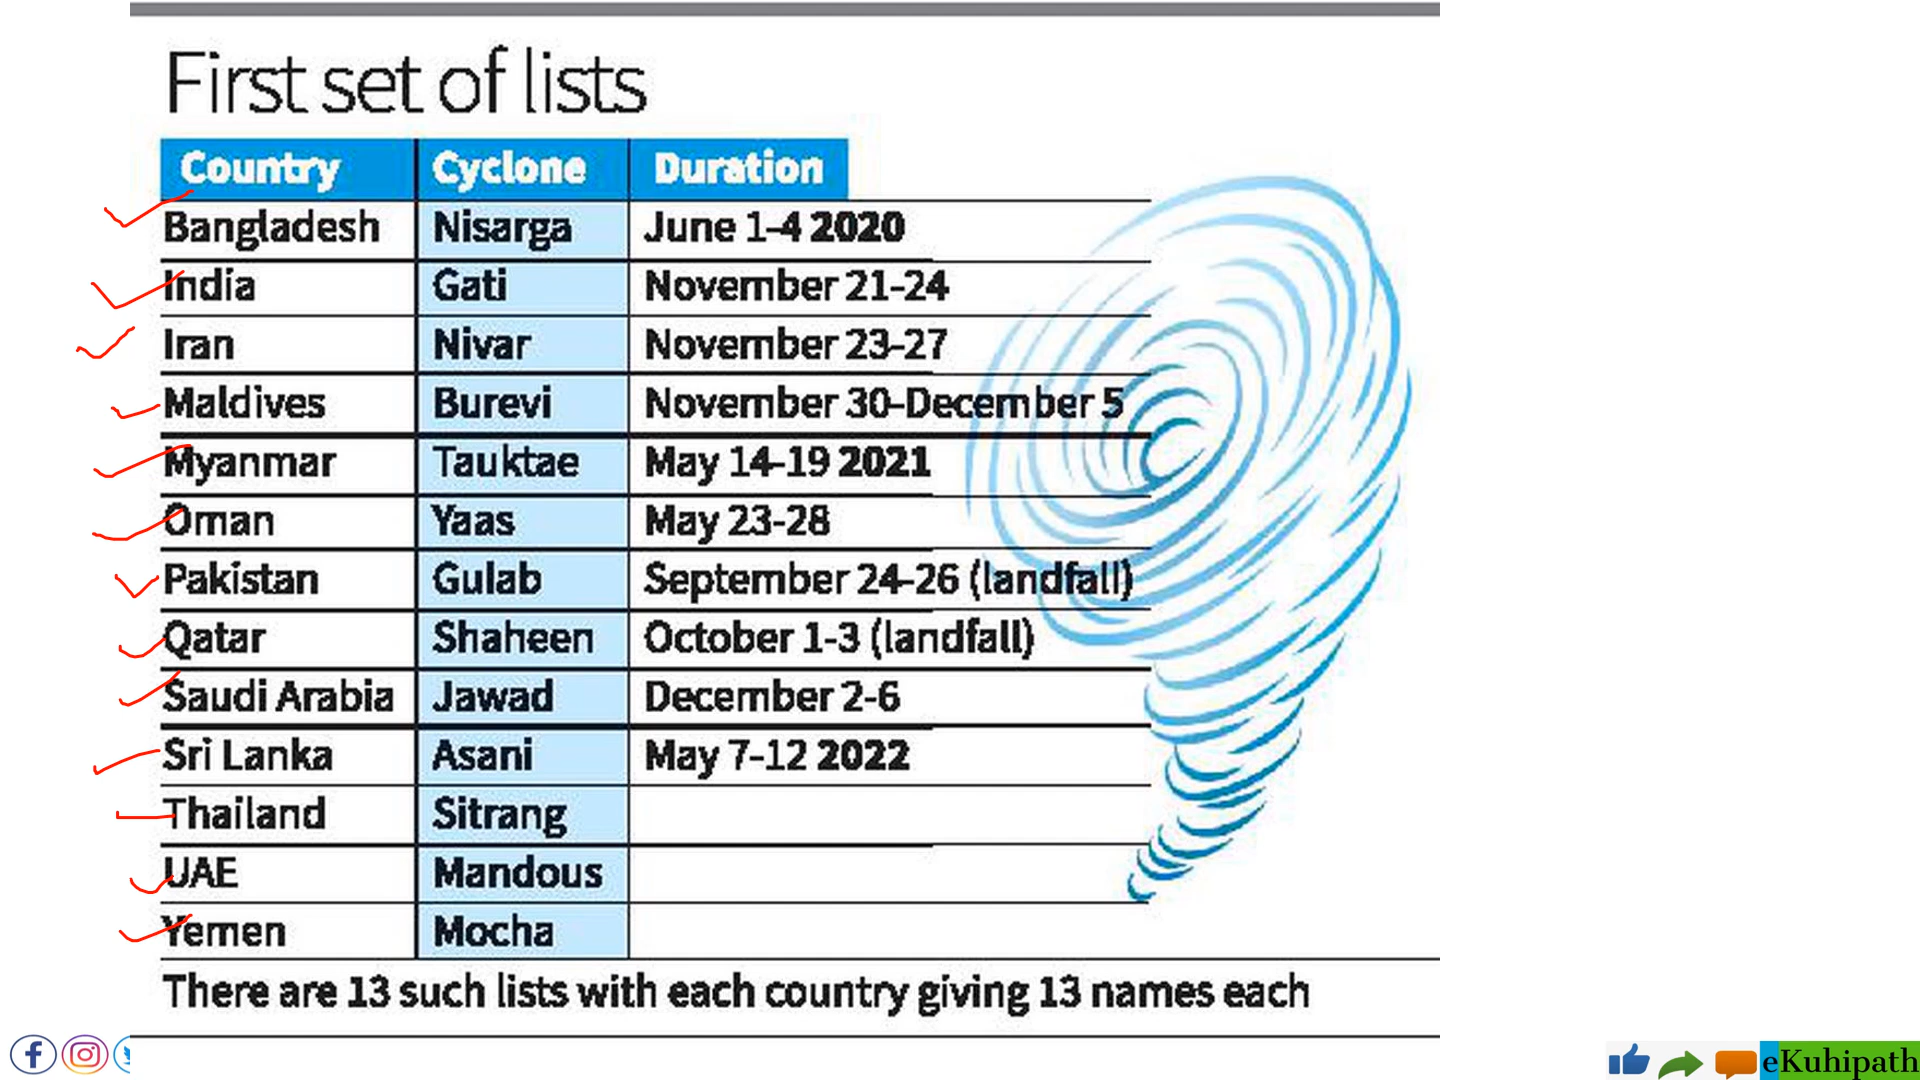 First set of lists
Country Cyclone Duration
Bangladesh Nisarga June 1-4 2020
India Gati November 21-24
Iran Nivar November 23-27
Maldives Burevi November 30-December 5
Myanmar Tauktae May 14-19 2021
Oman Yaas May 23-28
Pakistan Gulab September 24-26 (landfall)
Qatar Shaheen October 1-3 (landfall)
Saudi Arabia Jawad December 2-6
Sri Lanka Asani May 7-12 2022
Thailand Sitrang
UAE Mandous
Yemen Mocha
There are 13 such lists with each country giving 13 names each
eKuhipath